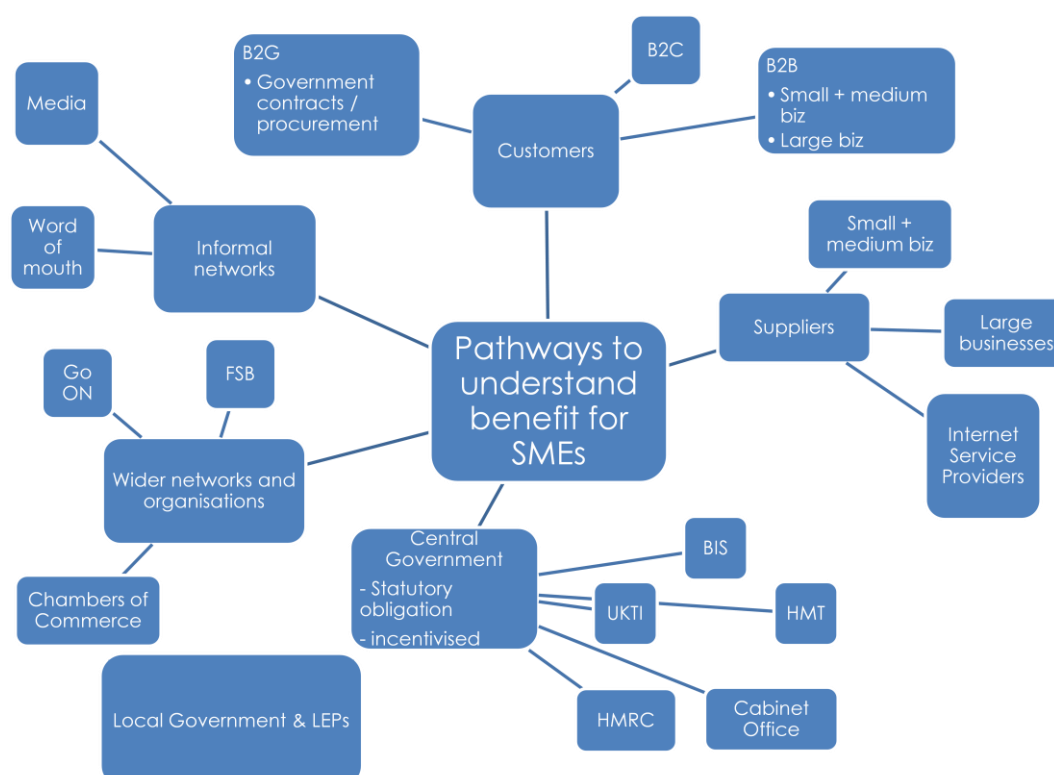 B2G
• Government
contracts /
procurement
B2C
B2B
• Small + medium
biz
• Large biz
Media
Customers
Word
of
mouth
Informal
networks
Small +
medium biz
Suppliers
Large
businesses
Internet
Service
Providers
Pathways to
understand
benefit for
SMEs
Go
ON
FSB
Wider networks and
organisations
Chambers of
Commerce
Central
Government
- Statutory
obligation
- incentivised
BIS
UKTI
HMT
HMRC
Cabinet
Office
Local Government & LEPs